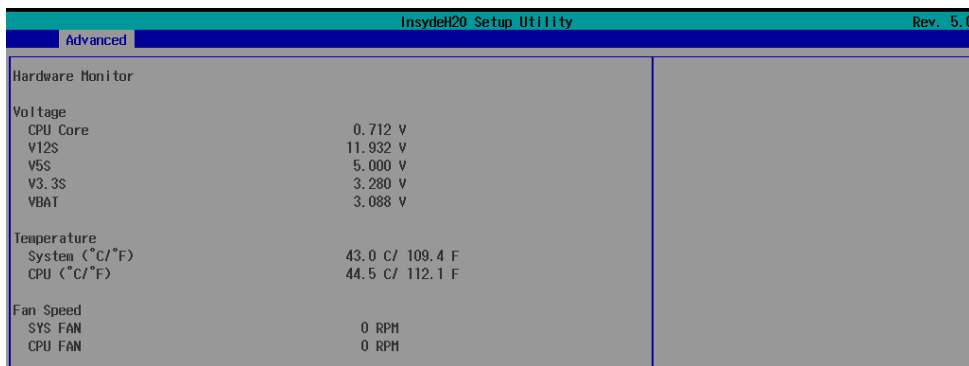 InsydeH20 Setup Utility Rev. 5.0
Advanced
Hardware Monitor
Voltage
CPU Core 0.712 V
V12S 11.932 V
V5S 5.000 V
V3.3S 3.280 V
VBAT 3.088 V
Temperature
System (°C/°F) 43.0 C/ 109.4 F
CPU (°C/°F) 44.5 C/ 112.1 F
Fan Speed
SYS FAN 0 RPM
CPU FAN 0 RPM